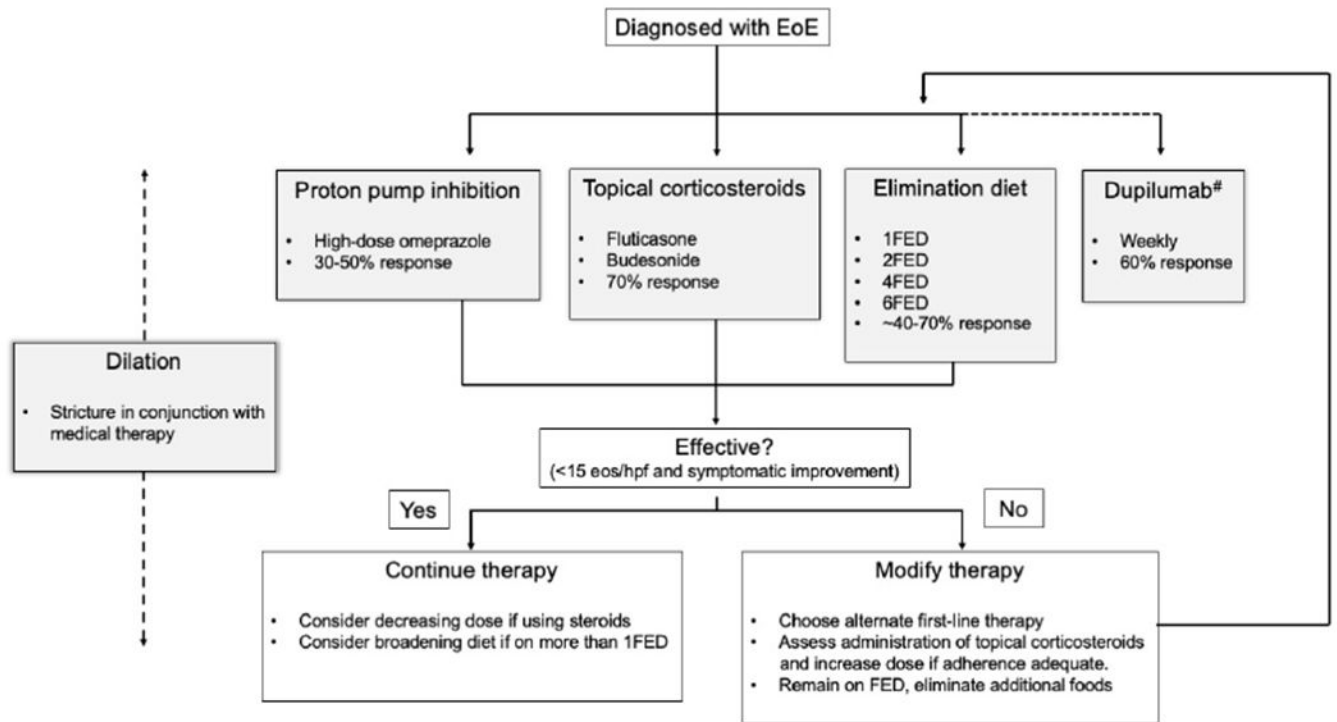 Diagnosed with EoE
Proton pump inhibition
• High-dose omeprazole
• 30-50% response
Topical corticosteroids
• Fluticasone
• Budesonide
• 70% response
Elimination diet
• 1FED
• 2FED
• 4FED
• 6FED
• ~40-70% response
Dupilumab#
• Weekly
• 60% response
Dilation
• Stricture in conjunction with
medical therapy
Effective?
(<15 eos/hpf and symptomatic improvement)
Yes
No
Continue therapy
• Consider decreasing dose if using steroids
• Consider broadening diet if on more than 1FED
Modify therapy
• Choose alternate first-line therapy
• Assess administration of topical corticosteroids
and increase dose if adherence adequate.
• Remain on FED, eliminate additional foods